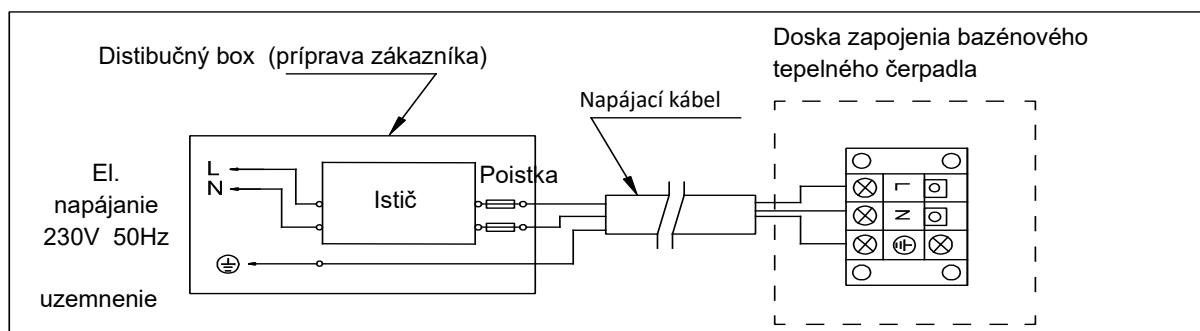 Distibučný box (príprava zákazníka)
Doska zapojenia bazénového
tepelného čerpadla
Napájací kábel
El.
napájanie
230V 50Hz
uzemnenie
L
N
Istič
Poistka
L
N